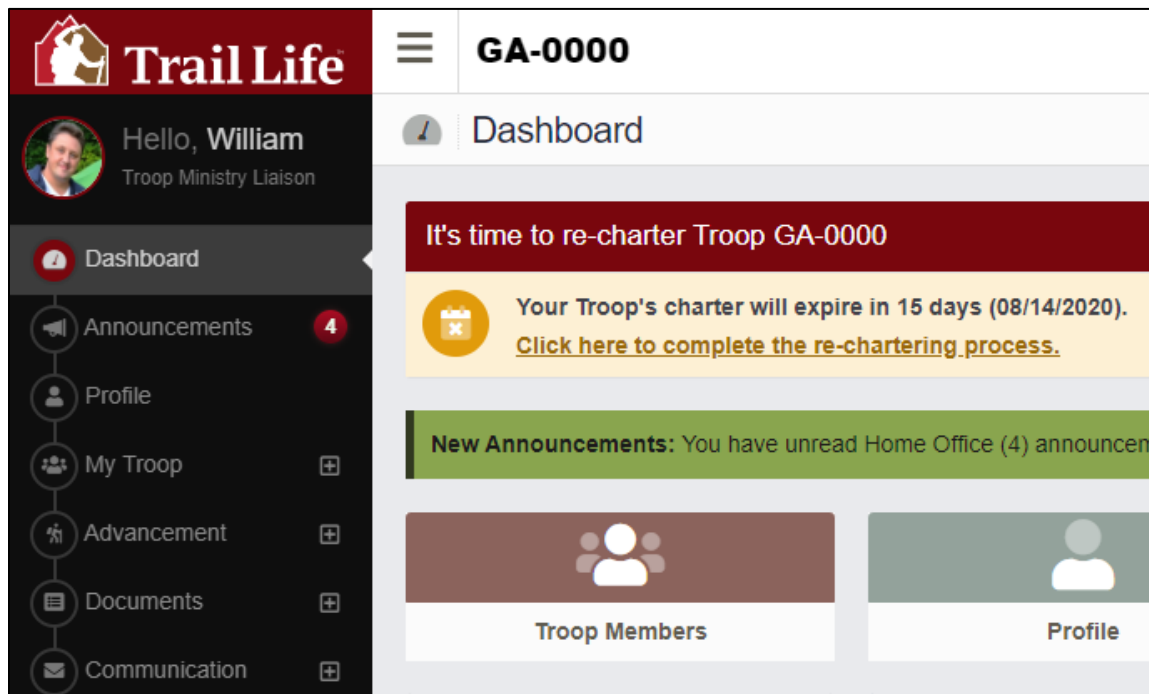 Trail Life
GA-0000
Hello, William
Troop Ministry Liaison
Dashboard
Announcements 4
Profile
My Troop
Advancement
Documents
Communication
Dashboard
It's time to re-charter Troop GA-0000
Your Troop's charter will expire in 15 days (08/14/2020).
Click here to complete the re-chartering process.
New Announcements: You have unread Home Office (4) announcem
Troop Members
Profile